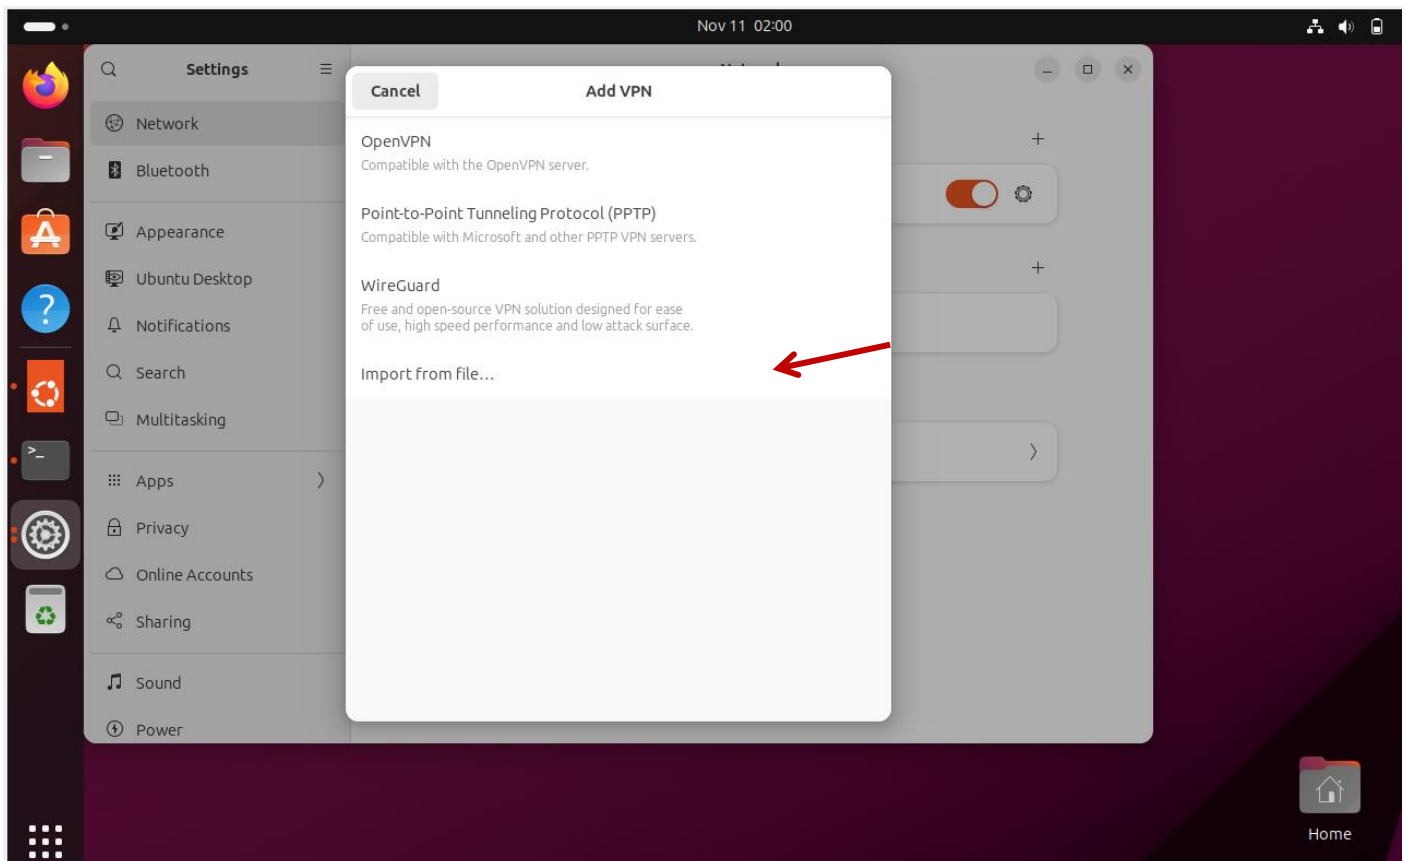 Nov 11 02:00
Settings
Network
Bluetooth
Appearance
Ubuntu Desktop
Notifications
Search
Multitasking
Apps
Privacy
Online Accounts
Sharing
Sound
Power
Cancel
Add VPN
OpenVPN
Compatible with the OpenVPN server.
Point-to-Point Tunneling Protocol (PPTP)
Compatible with Microsoft and other PPTP VPN servers.
WireGuard
Free and open-source VPN solution designed for ease
of use, high speed performance and low attack surface.
Import from file...
Home